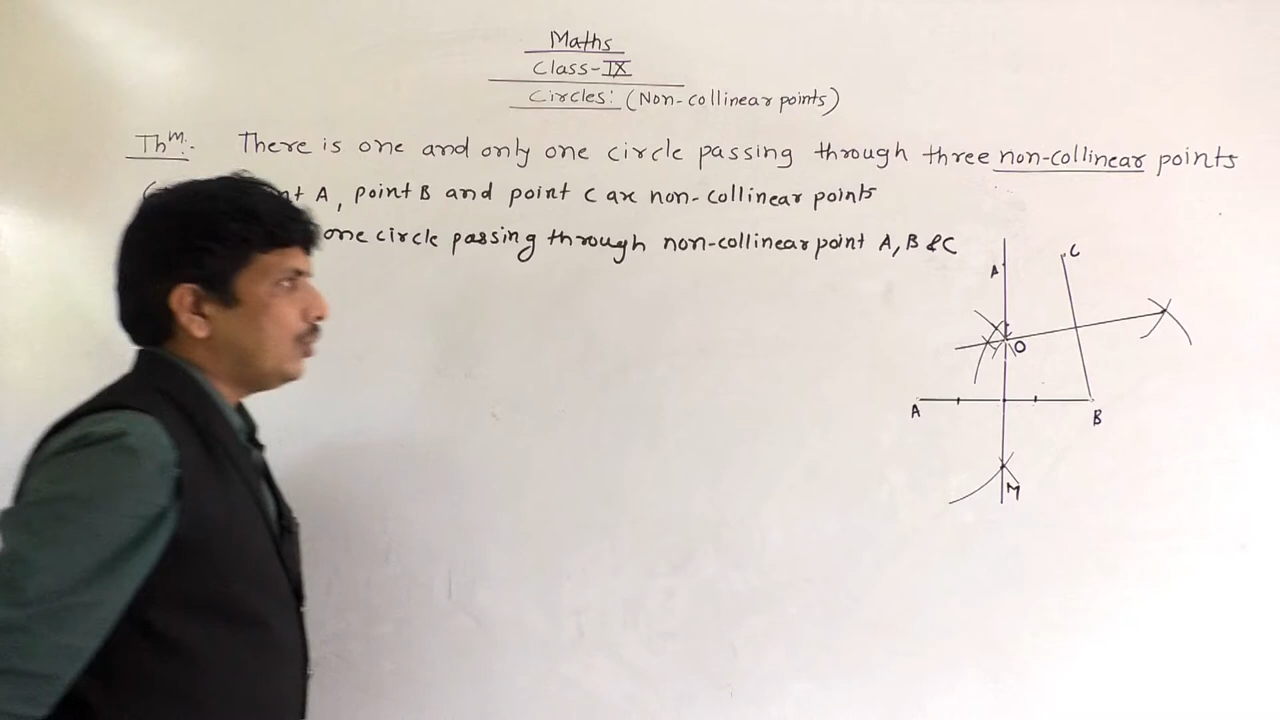 Maths
Class-IX
Circles: (Non-collinear points)
Thm:- There is one and only one circle passing through three non-collinear points
A, point B and point C are non-collinear points
one circle passing through non-collinear point A, B & C
C
A
O
A
B
M